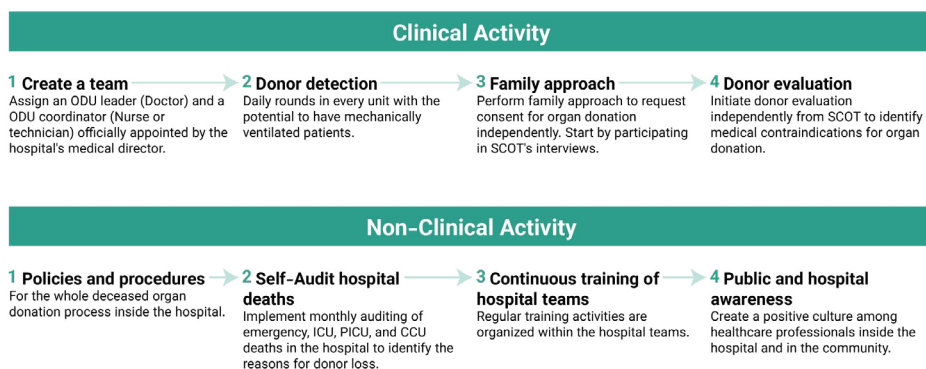 Clinical Activity
1 Create a team
Assign an ODU leader (Doctor) and a
ODU coordinator (Nurse or
technician) officially appointed by the
hospital's medical director.
2 Donor detection
Daily rounds in every unit with the
potential to have mechanically
ventilated patients.
3 Family approach
Perform family approach to request
consent for organ donation
independently. Start by participating
in SCOT's interviews.
4 Donor evaluation
Initiate donor evaluation
independently from SCOT to identify
medical contraindications for organ
donation.
Non-Clinical Activity
1 Policies and procedures
For the whole deceased organ
donation process inside the hospital.
2 Self-Audit hospital
deaths
Implement monthly auditing of
emergency, ICU, PICU, and CCU
deaths in the hospital to identify the
reasons for donor loss.
3 Continuous training of
hospital teams
Regular training activities are
organized within the hospital teams.
4 Public and hospital
awareness
Create a positive culture among
healthcare professionals inside the
hospital and in the community.